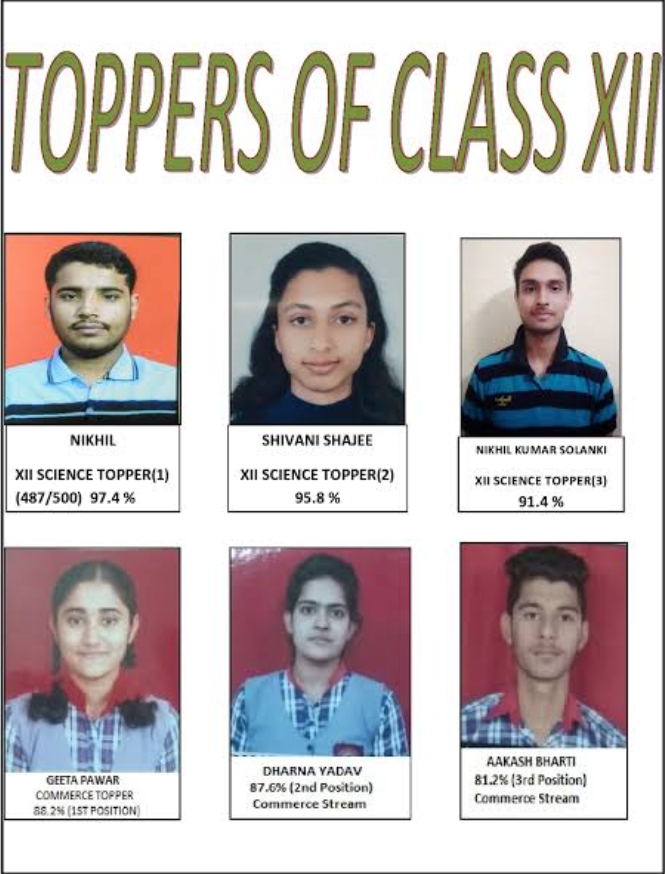 TOPPERS OF CLASS XII
NIKHIL
XII SCIENCE TOPPER(1)
(487/500) 97.4 %
SHIVANI SHAJEE
XII SCIENCE TOPPER(2)
95.8 %
NIKHIL KUMAR SOLANKI
XII SCIENCE TOPPER(3)
91.4 %
GEETA PAWAR
COMMERCE TOPPER
88.2% (1ST POSITION)
DHARNA YADAV
87.6% (2nd Position)
Commerce Stream
AAKASH BHARTI
81.2% (3rd Position)
Commerce Stream